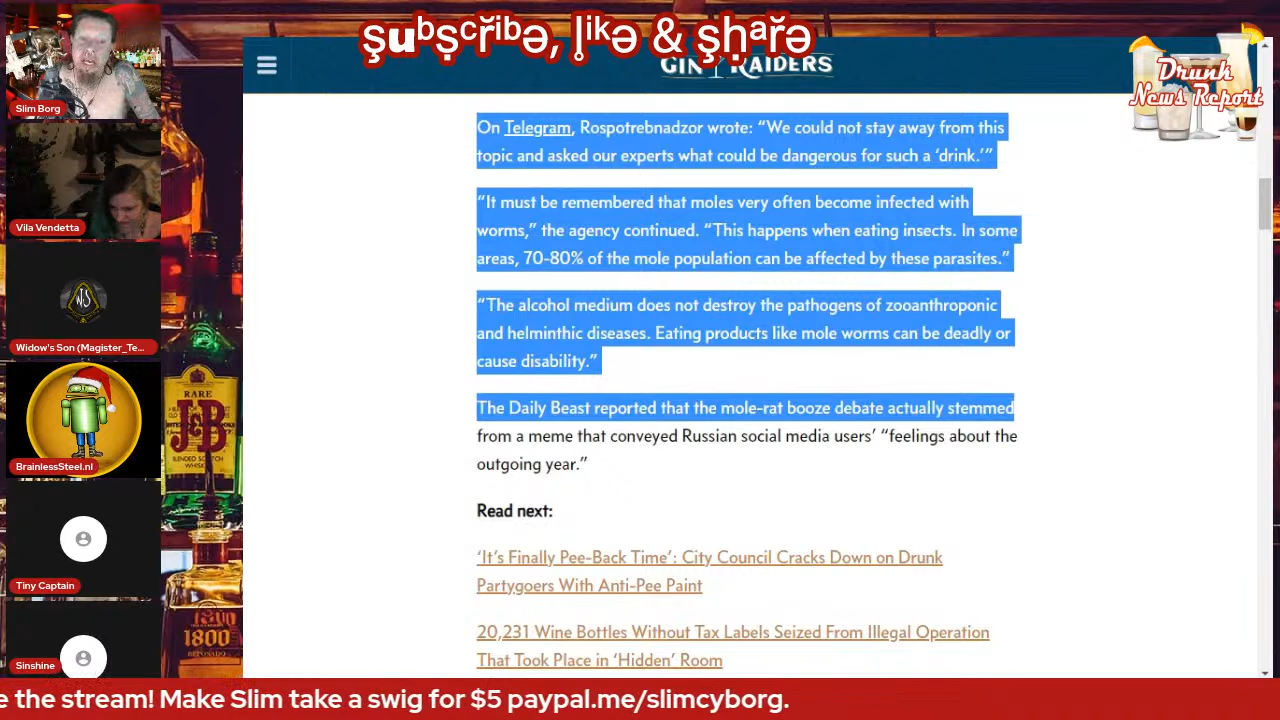 şuᵇşᶜřⁱᵇə, ļⁱᵏə & şḥᵃřə
GIN RAIDERS
Drunk
News Report
Slim Borg
Vila Vendetta
WS
Widow's Son (Magister_Te...
BrainlessSteel.nl
Tiny Captain
Sinshine
RARE
J&B
BLENDED SCOTCH
WHISKY
1800
1800
REPOSADO
On Telegram, Rospotrebnadzor wrote: “We could not stay away from this
topic and asked our experts what could be dangerous for such a ‘drink.’”
“It must be remembered that moles very often become infected with
worms,” the agency continued. “This happens when eating insects. In some
areas, 70-80% of the mole population can be affected by these parasites.”
“The alcohol medium does not destroy the pathogens of zooanthroponic
and helminthic diseases. Eating products like mole worms can be deadly or
cause disability.”
The Daily Beast reported that the mole-rat booze debate actually stemmed
from a meme that conveyed Russian social media users’ “feelings about the
outgoing year.”
Read next:
‘It’s Finally Pee-Back Time’: City Council Cracks Down on Drunk
Partygoers With Anti-Pee Paint
20,231 Wine Bottles Without Tax Labels Seized From Illegal Operation
That Took Place in ‘Hidden’ Room
e the stream! Make Slim take a swig for $5 paypal.me/slimcyborg.